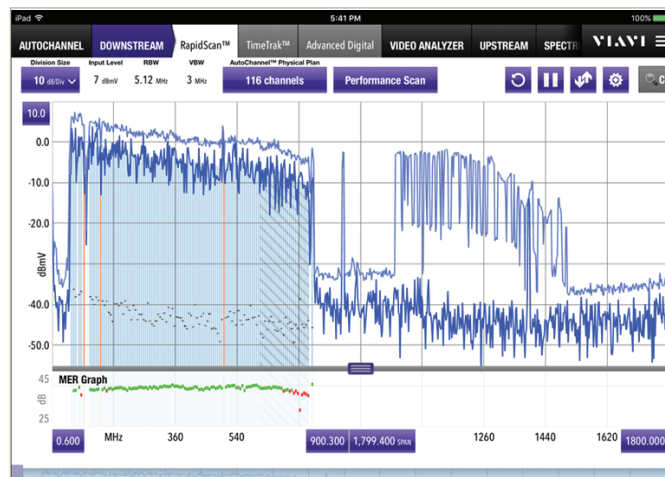 iPad 5:41 PM 100%
AUTOCHANNEL DOWNSTREAM RapidScan™ TimeTrak™ Advanced Digital VIDEO ANALYZER UPSTREAM SPECTR VIAVI
Division Size Input Level RBW VBW AutoChannel™ Physical Plan
10 dB/Div 7 dBmV 5.12 MHz 3 MHz 116 channels Performance Scan C
10.0
0.0
-10.0
-20.0
-30.0
-40.0
-50.0
dBmV
MER Graph
45
dB
25
0.600 MHz 360 540 900.300 1,799.400 SPAN 1260 1440 1620 1800.000